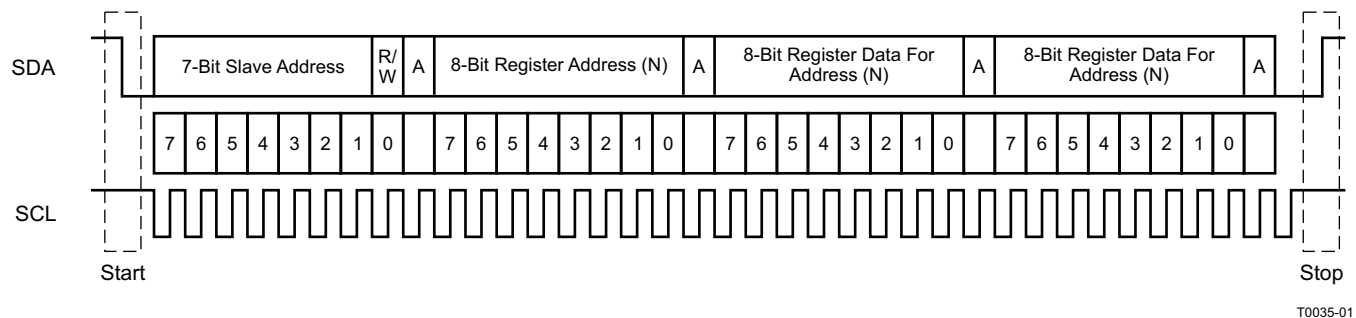 SDA
7-Bit Slave Address
R/
W
A
8-Bit Register Address (N)
A
8-Bit Register Data For
Address (N)
A
8-Bit Register Data For
Address (N)
A
7 6 5 4 3 2 1 0 7 6 5 4 3 2 1 0 7 6 5 4 3 2 1 0 7 6 5 4 3 2 1 0
SCL
Start
Stop
T0035-01